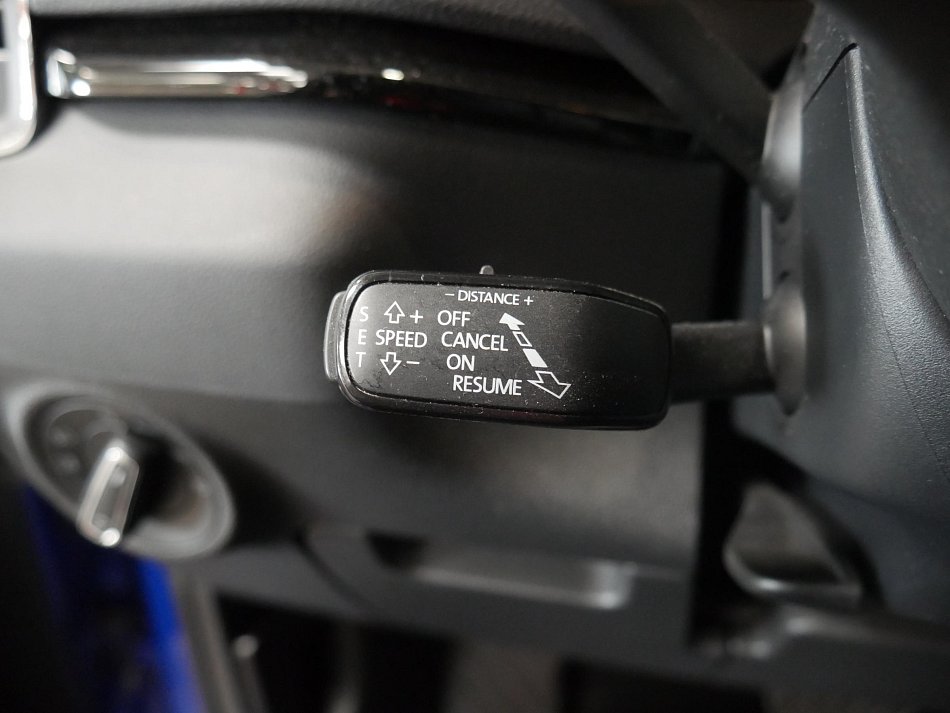 − DISTANCE +
S + OFF
E SPEED CANCEL
T − ON
RESUME